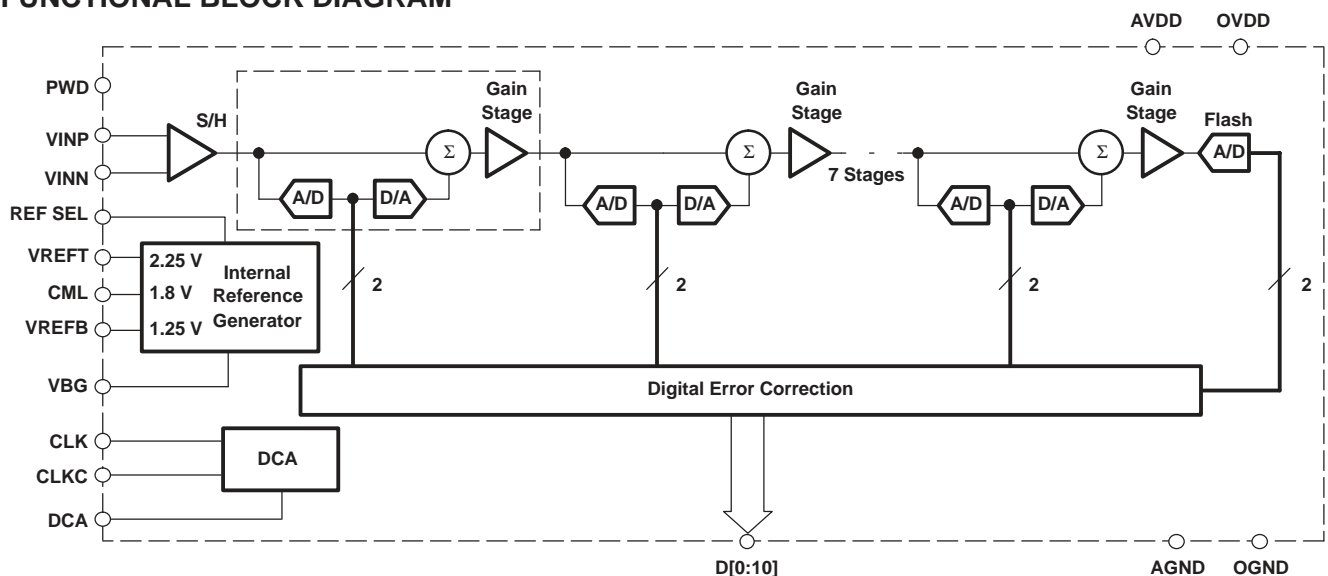 FUNCTIONAL BLOCK DIAGRAM
AVDD OVDD
PWD
VINP
VINN
REF SEL
VREFT
CML
VREFB
VBG
CLK
CLKC
DCA
S/H
Σ
Gain
Stage
A/D
D/A
2
Σ
Gain
Stage
A/D
D/A
2
7 Stages
Σ
Gain
Stage
A/D
D/A
2
Flash
A/D
2
2.25 V
1.8 V
1.25 V
Internal
Reference
Generator
Digital Error Correction
DCA
D[0:10]
AGND OGND